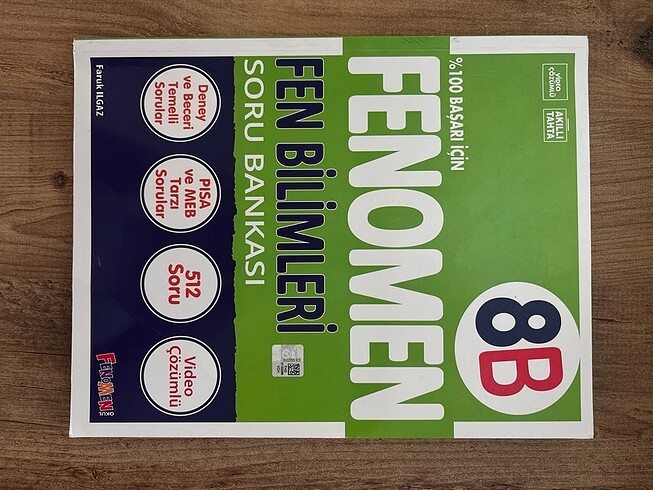 VİDEO
ÇÖZÜMLÜ
AKILLI
TAHTA
8B
%100 BAŞARI İÇİN
FENOMEN
FEN BİLİMLERİ
SORU BANKASI
Deney
ve Beceri
Temelli
Sorular
PISA
ve MEB
Tarzı
Sorular
512
Soru
Video
Çözümlü
Faruk ILGAZ
FENOMEN
OKUL